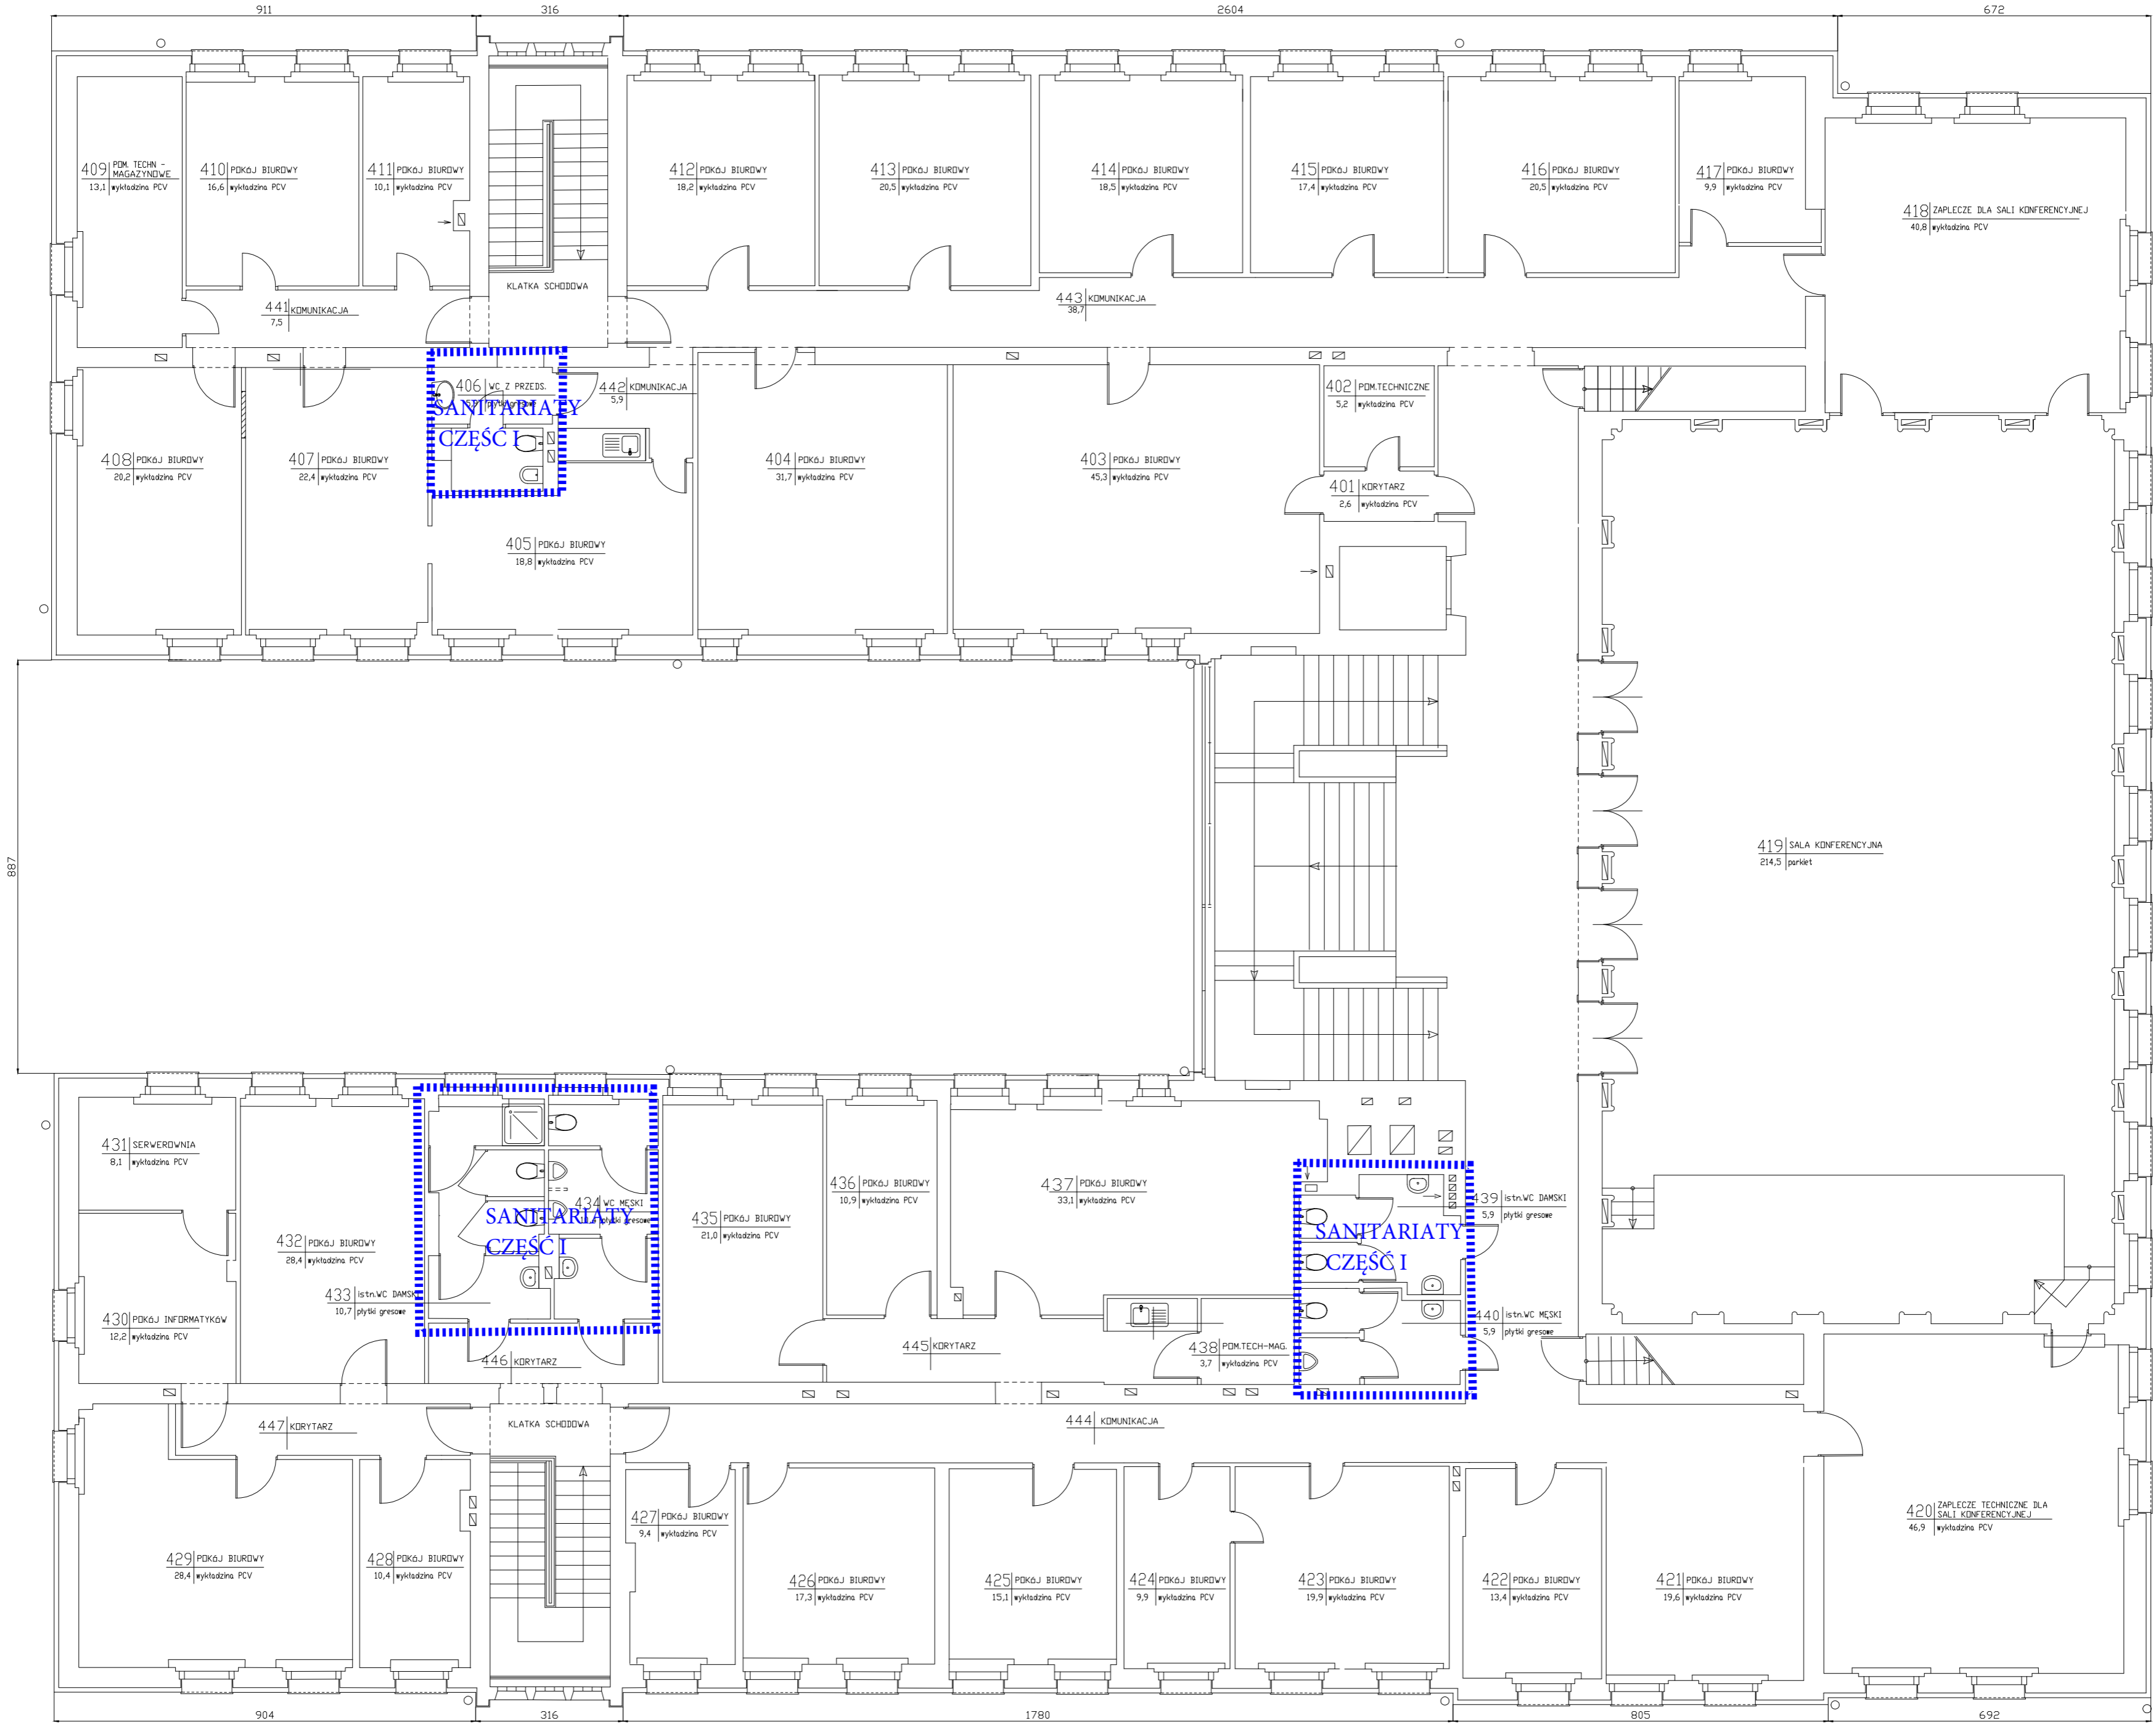 911 316 2604 672
409 POM. TECHN -
MAGAZYNOWE
13,1 wykładzina PCV
410 POKÓJ BIUROWY
16,6 wykładzina PCV
411 POKÓJ BIUROWY
10,1 wykładzina PCV
412 POKÓJ BIUROWY
18,2 wykładzina PCV
413 POKÓJ BIUROWY
20,5 wykładzina PCV
414 POKÓJ BIUROWY
18,5 wykładzina PCV
415 POKÓJ BIUROWY
17,4 wykładzina PCV
416 POKÓJ BIUROWY
20,5 wykładzina PCV
417 POKÓJ BIUROWY
9,9 wykładzina PCV
418 ZAPLECZE DLA SALI KONFERENCYJNEJ
40,8 wykładzina PCV
KLATKA SCHODOWA
441 KOMUNIKACJA
7,5
443 KOMUNIKACJA
38,7
406 WC Z PRZEDS.
płytki gresowe
SANITARIATY
CZĘŚĆ I
442 KOMUNIKACJA
5,9
402 POM.TECHNICZNE
5,2 wykładzina PCV
408 POKÓJ BIUROWY
20,2 wykładzina PCV
407 POKÓJ BIUROWY
22,4 wykładzina PCV
404 POKÓJ BIUROWY
31,7 wykładzina PCV
403 POKÓJ BIUROWY
45,3 wykładzina PCV
401 KORYTARZ
2,6 wykładzina PCV
405 POKÓJ BIUROWY
18,8 wykładzina PCV
887
419 SALA KONFERENCYJNA
214,5 parkiet
431 SERWEROWNIA
8,1 wykładzina PCV
432 POKÓJ BIUROWY
28,4 wykładzina PCV
434 WC MĘSKI
płytki gresowe
SANITARIATY
CZĘŚĆ I
433 istn.WC DAMSKI
10,7 płytki gresowe
430 POKÓJ INFORMATYKÓW
12,2 wykładzina PCV
435 POKÓJ BIUROWY
21,0 wykładzina PCV
436 POKÓJ BIUROWY
10,9 wykładzina PCV
437 POKÓJ BIUROWY
33,1 wykładzina PCV
439 istn.WC DAMSKI
5,9 płytki gresowe
SANITARIATY
CZĘŚĆ I
440 istn.WC MĘSKI
5,9 płytki gresowe
446 KORYTARZ
445 KORYTARZ
438 POM.TECH-MAG.
3,7 wykładzina PCV
447 KORYTARZ
KLATKA SCHODOWA
444 KOMUNIKACJA
429 POKÓJ BIUROWY
28,4 wykładzina PCV
428 POKÓJ BIUROWY
10,4 wykładzina PCV
427 POKÓJ BIUROWY
9,4 wykładzina PCV
426 POKÓJ BIUROWY
17,3 wykładzina PCV
425 POKÓJ BIUROWY
15,1 wykładzina PCV
424 POKÓJ BIUROWY
9,9 wykładzina PCV
423 POKÓJ BIUROWY
19,9 wykładzina PCV
422 POKÓJ BIUROWY
13,4 wykładzina PCV
421 POKÓJ BIUROWY
19,6 wykładzina PCV
420 ZAPLECZE TECHNICZNE DLA
SALI KONFERENCYJNEJ
46,9 wykładzina PCV
904 316 1780 805 692